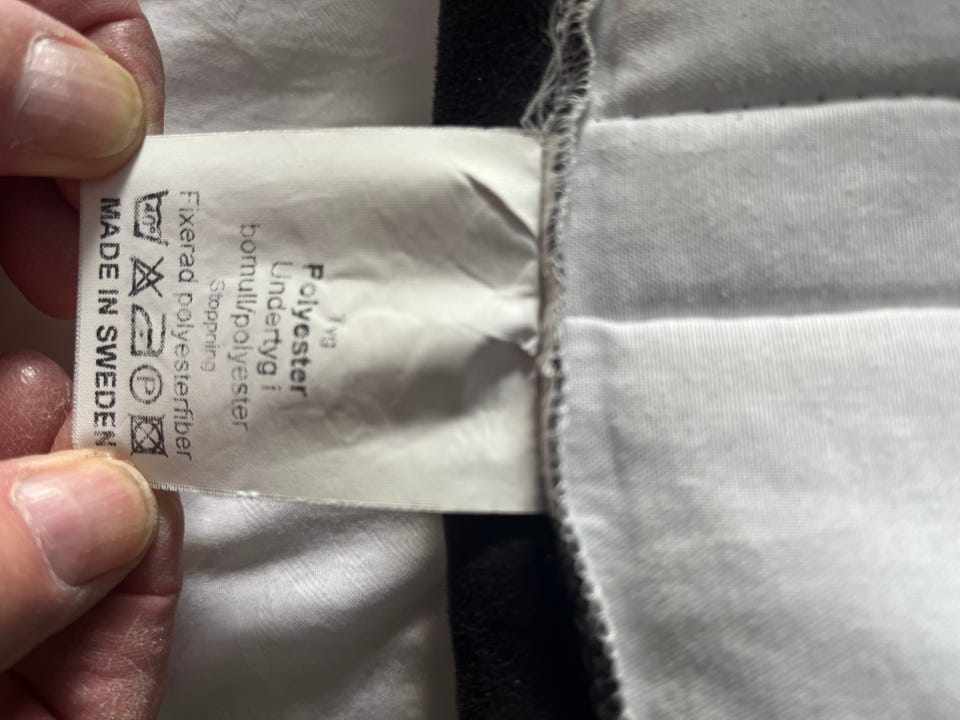 Tyg
Polyester
Undertyg i
bomull/polyester
Stoppning
Fixerad polyesterfiber
P
MADE IN SWEDEN